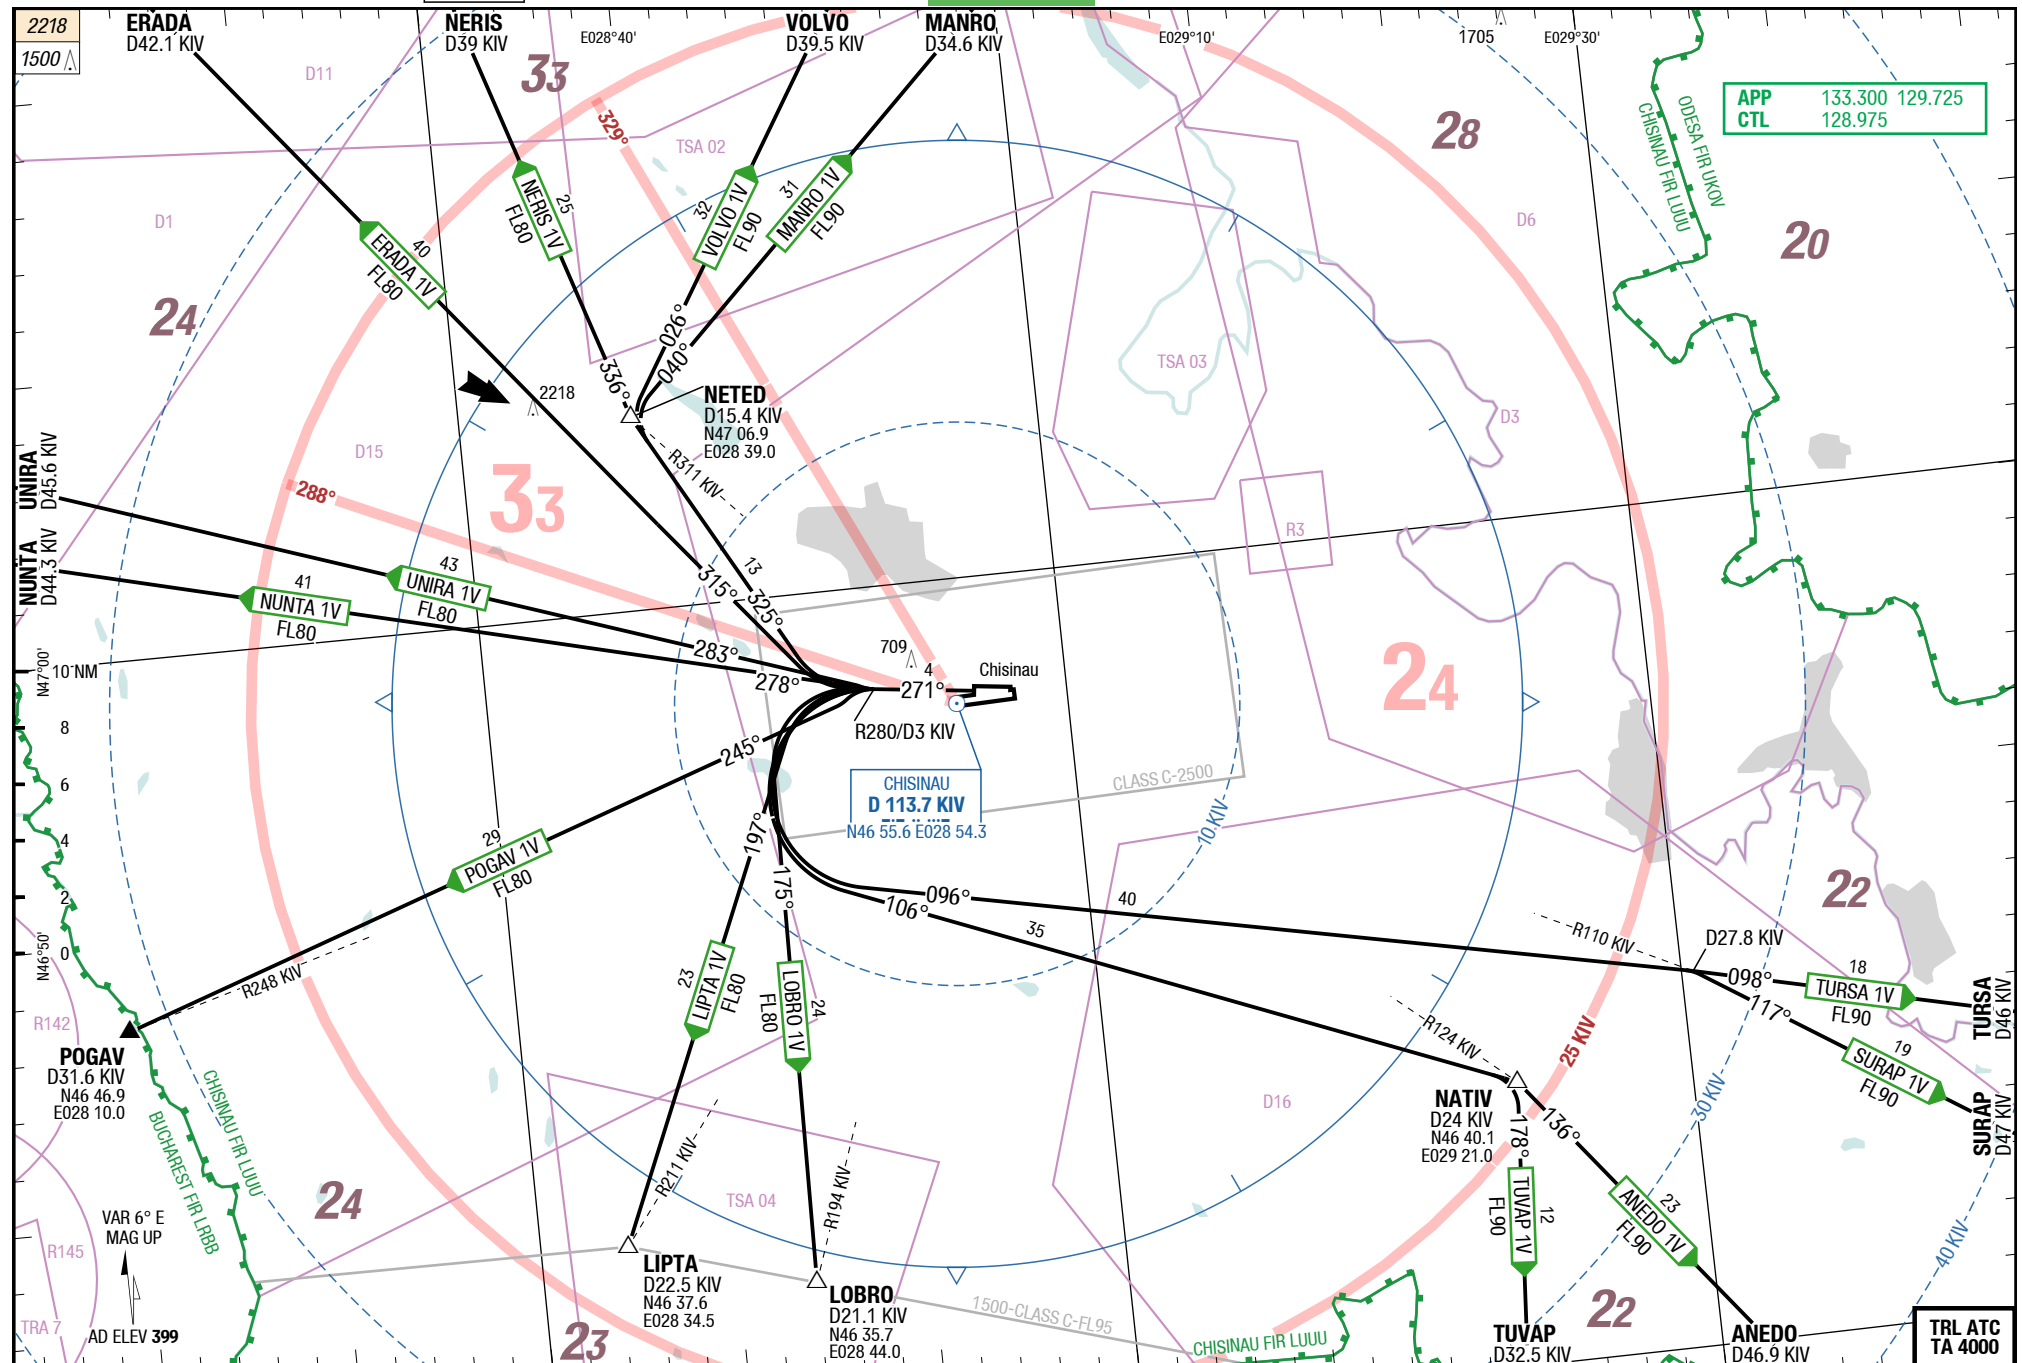 2218
1500
ERADA
D42.1 KIV
NERIS
D39 KIV
E028°40'
VOLVO
D39.5 KIV
MANRO
D34.6 KIV
E029°10'
1705
E029°30'
APP 133.300 129.725
CTL 128.975
ODESA FIR UKOV
CHISINAU FIR LUUU
D11
33
329°
TSA 02
28
20
D1
D6
24
25
NERIS 1V
FL80
32
VOLVO 1V
FL90
31
MANRO 1V
FL90
40
ERADA 1V
FL80
026°
040°
336°
TSA 03
2218
NETED
D15.4 KIV
N47 06.9
E028 39.0
R311 KIV
D3
D15
33
288°
UNIRA
D45.6 KIV
NUNTA
D44.3 KIV
R3
43
UNIRA 1V
FL80
41
NUNTA 1V
FL80
13
315°
325°
283°
278°
709
4
271°
Chisinau
24
R280/D3 KIV
N47°00'
10 NM
8
6
4
2
0
N46°50'
245°
CHISINAU
D 113.7 KIV
N46 55.6 E028 54.3
CLASS C-2500
10 KIV
29
POGAV 1V
FL80
197°
175°
096°
106°
40
35
22
R110 KIV
D27.8 KIV
098°
18
TURSA 1V
FL90
TURSA
D46 KIV
117°
19
SURAP 1V
FL90
SURAP
D47 KIV
R248 KIV
R142
POGAV
D31.6 KIV
N46 46.9
E028 10.0
CHISINAU FIR LUUU
BUCHAREST FIR LRBB
23
LIPTA 1V
FL80
24
LOBRO 1V
FL80
R124 KIV
25 KIV
30 KIV
40 KIV
NATIV
D24 KIV
N46 40.1
E029 21.0
D16
178°
136°
12
TUVAP 1V
FL90
23
ANEDO 1V
FL90
24
R211 KIV
TSA 04
R194 KIV
VAR 6° E
MAG UP
R145
TRA 7
AD ELEV 399
LIPTA
D22.5 KIV
N46 37.6
E028 34.5
LOBRO
D21.1 KIV
N46 35.7
E028 44.0
23
1500-CLASS C-FL95
CHISINAU FIR LUUU
22
TUVAP
D32.5 KIV
ANEDO
D46.9 KIV
TRL ATC
TA 4000